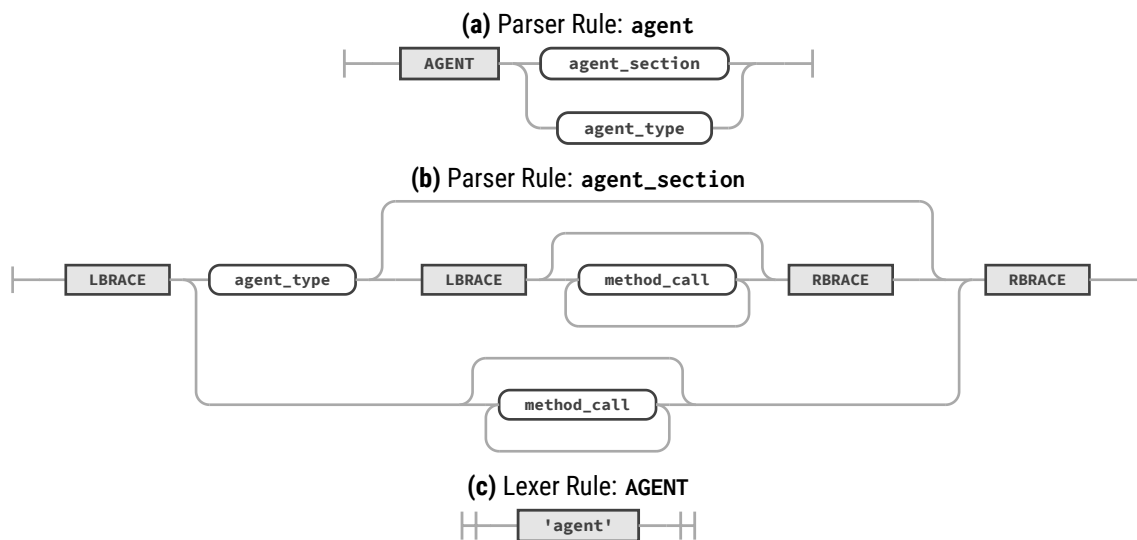 (a) Parser Rule: agent
AGENT
agent_section
agent_type
(b) Parser Rule: agent_section
LBRACE
agent_type
LBRACE
method_call
RBRACE
RBRACE
method_call
(c) Lexer Rule: AGENT
'agent'